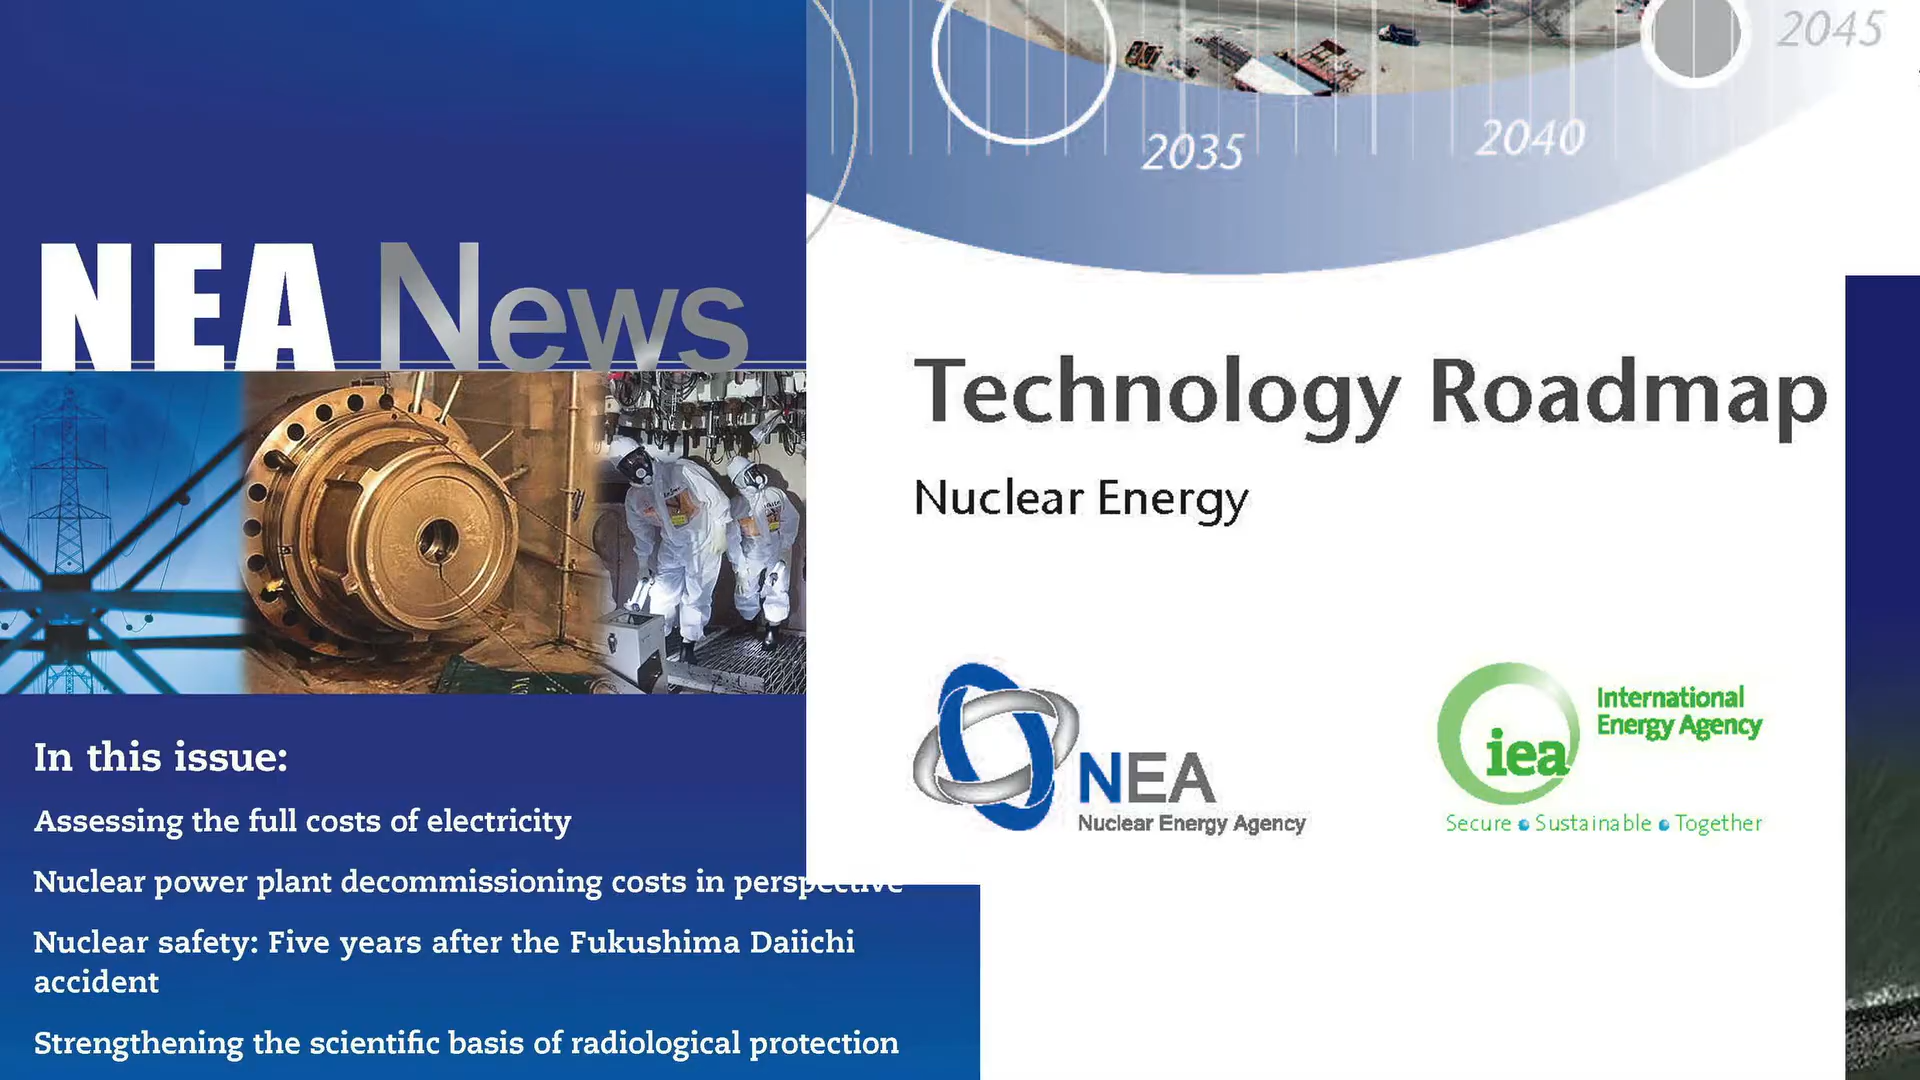 NEA News
In this issue:
Assessing the full costs of electricity
Nuclear power plant decommissioning costs in perspective
Nuclear safety: Five years after the Fukushima Daiichi
accident
Strengthening the scientific basis of radiological protection
2035
2040
2045
Technology Roadmap
Nuclear Energy
NEA
Nuclear Energy Agency
iea
International
Energy Agency
Secure • Sustainable • Together